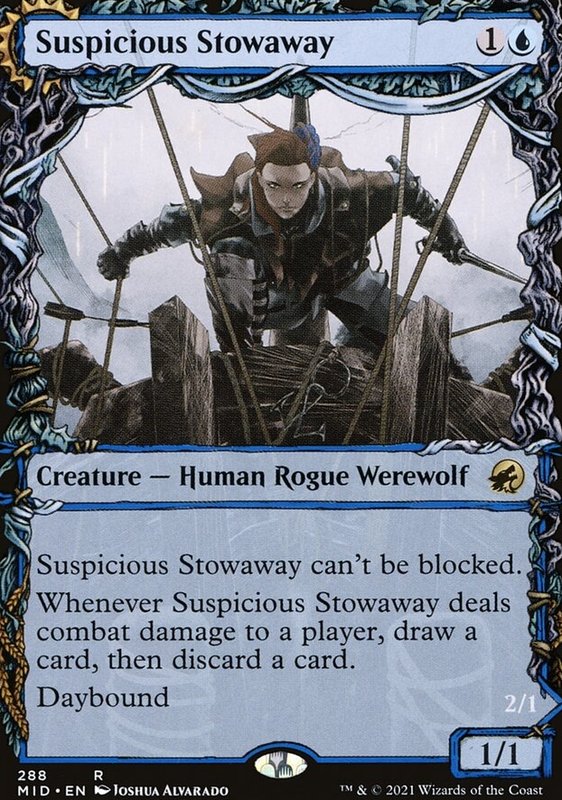 Suspicious Stowaway 1
Creature — Human Rogue Werewolf
Suspicious Stowaway can't be blocked.
Whenever Suspicious Stowaway deals
combat damage to a player, draw a
card, then discard a card.
Daybound
2/1
1/1
288 R
MID • EN Joshua Alvarado
™ & © 2021 Wizards of the Coast